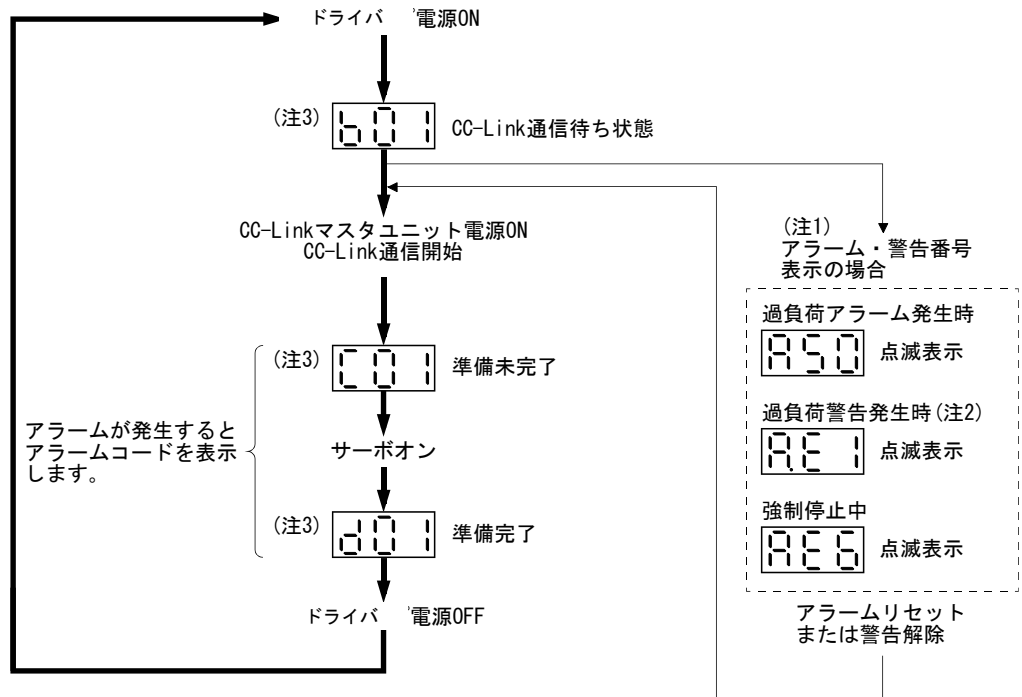 ドライバ 電源ON
(注3) b01 CC-Link通信待ち状態
CC-Linkマスタユニット電源ON
CC-Link通信開始
(注3) C01 準備未完了
アラームが発生すると
アラームコードを表示
します。
サーボオン
(注3) d01 準備完了
ドライバ 電源OFF
(注1)
アラーム・警告番号
表示の場合
過負荷アラーム発生時
A50 点滅表示
過負荷警告発生時(注2)
A.E1 点滅表示
強制停止中
AE6 点滅表示
アラームリセット
または警告解除